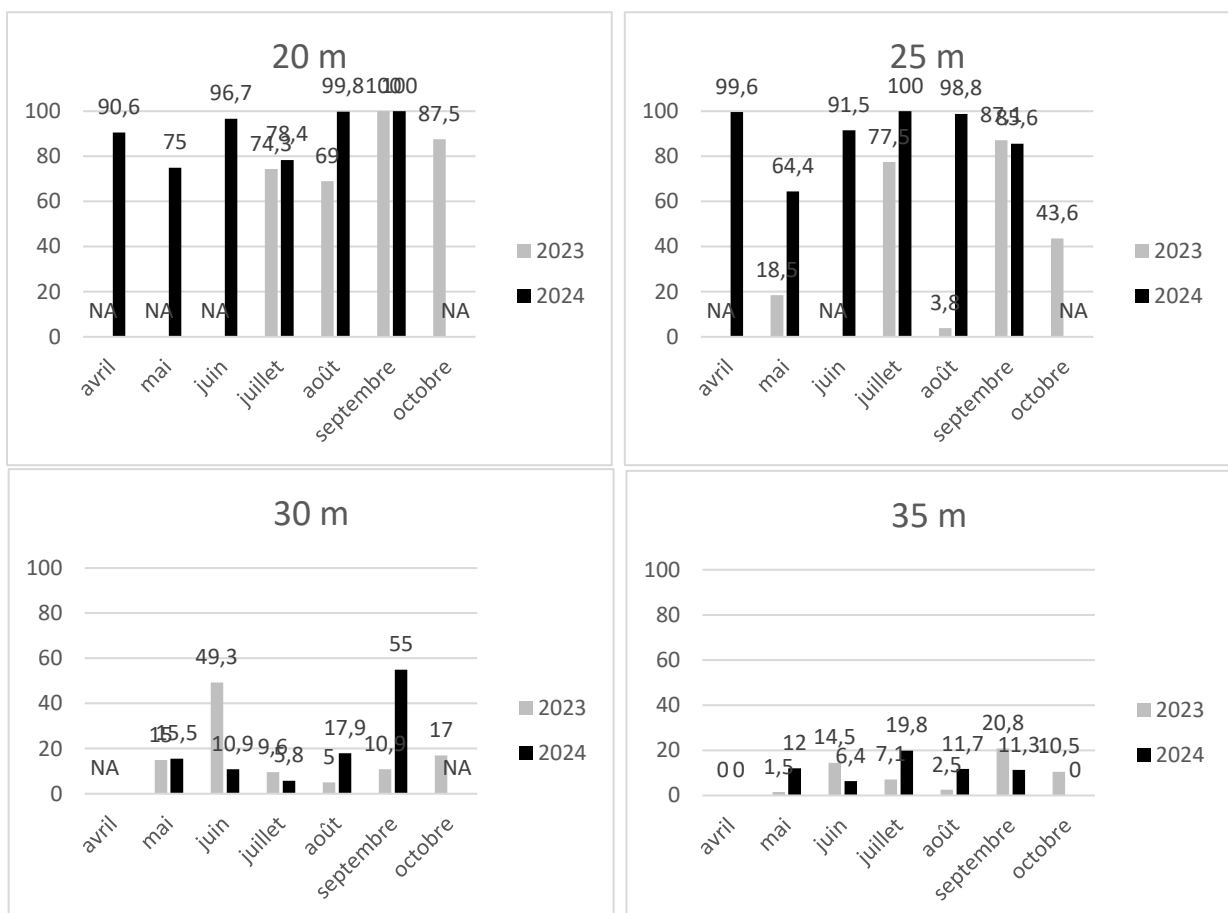 20 m
90,6 75 96,7 74,3 78,4 69 99,8 100 100 87,5
100
80
60
40
20
0
NA NA NA NA
avril mai juin juillet août septembre octobre
2023
2024
25 m
99,6 18,5 64,4 91,5 77,5 100 3,8 98,8 87,1 85,6 43,6
100
80
60
40
20
0
NA NA NA
avril mai juin juillet août septembre octobre
2023
2024
30 m
100
80
60
40
20
0
NA 15 15,5 49,3 10,9 9,6 5,8 5 17,9 10,9 55 17 NA
avril mai juin juillet août septembre octobre
2023
2024
35 m
100
80
60
40
20
0
0 0 1,5 12 14,5 6,4 7,1 19,8 2,5 11,7 20,8 11,3 10,5 0
avril mai juin juillet août septembre octobre
2023
2024